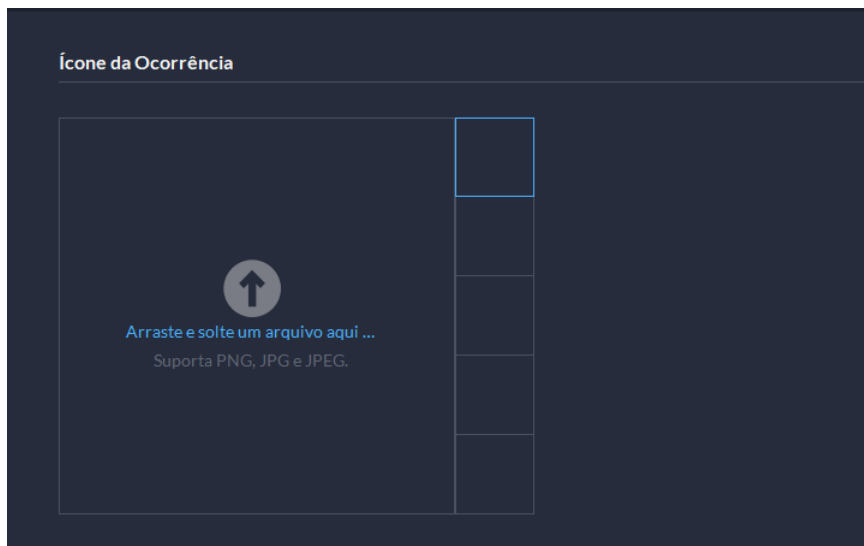 Ícone da Ocorrência
Arraste e solte um arquivo aqui ...
Suporta PNG, JPG e JPEG.